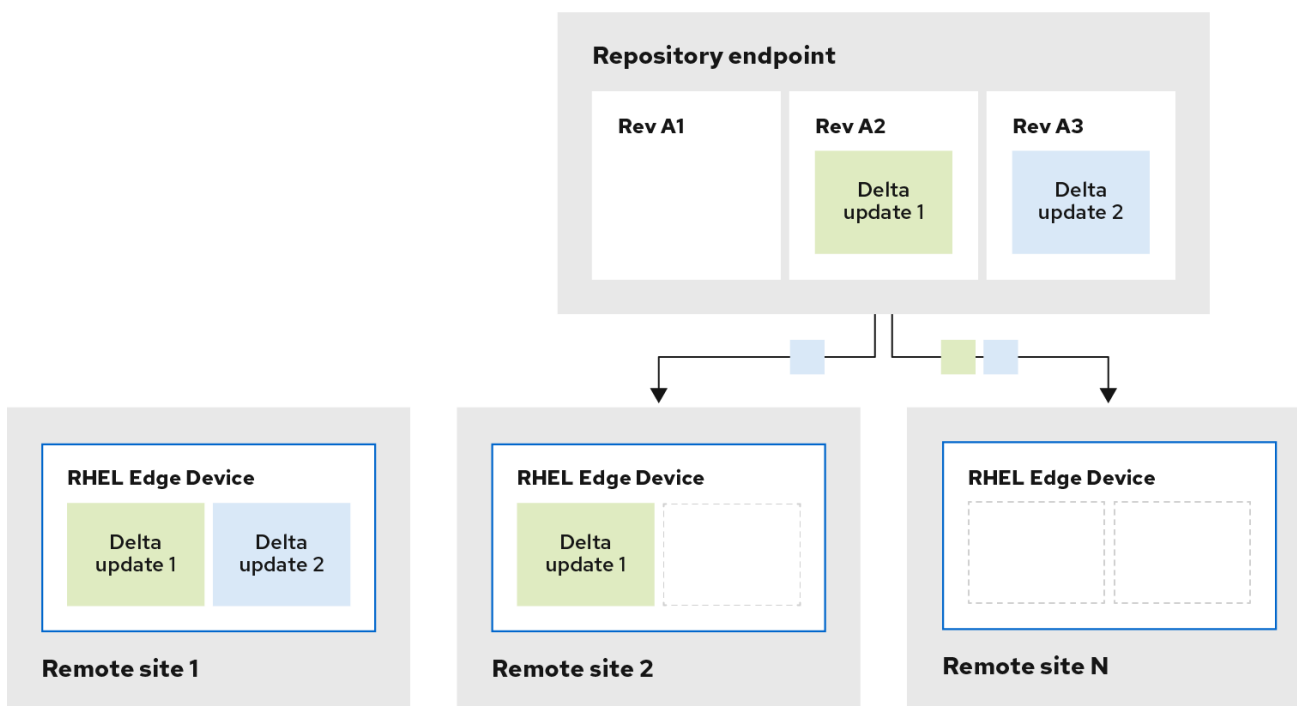 Repository endpoint
Rev A1
Rev A2
Rev A3
Delta
update 1
Delta
update 2
RHEL Edge Device
Delta
update 1
Delta
update 2
Remote site 1
RHEL Edge Device
Delta
update 1
Remote site 2
RHEL Edge Device
Remote site N